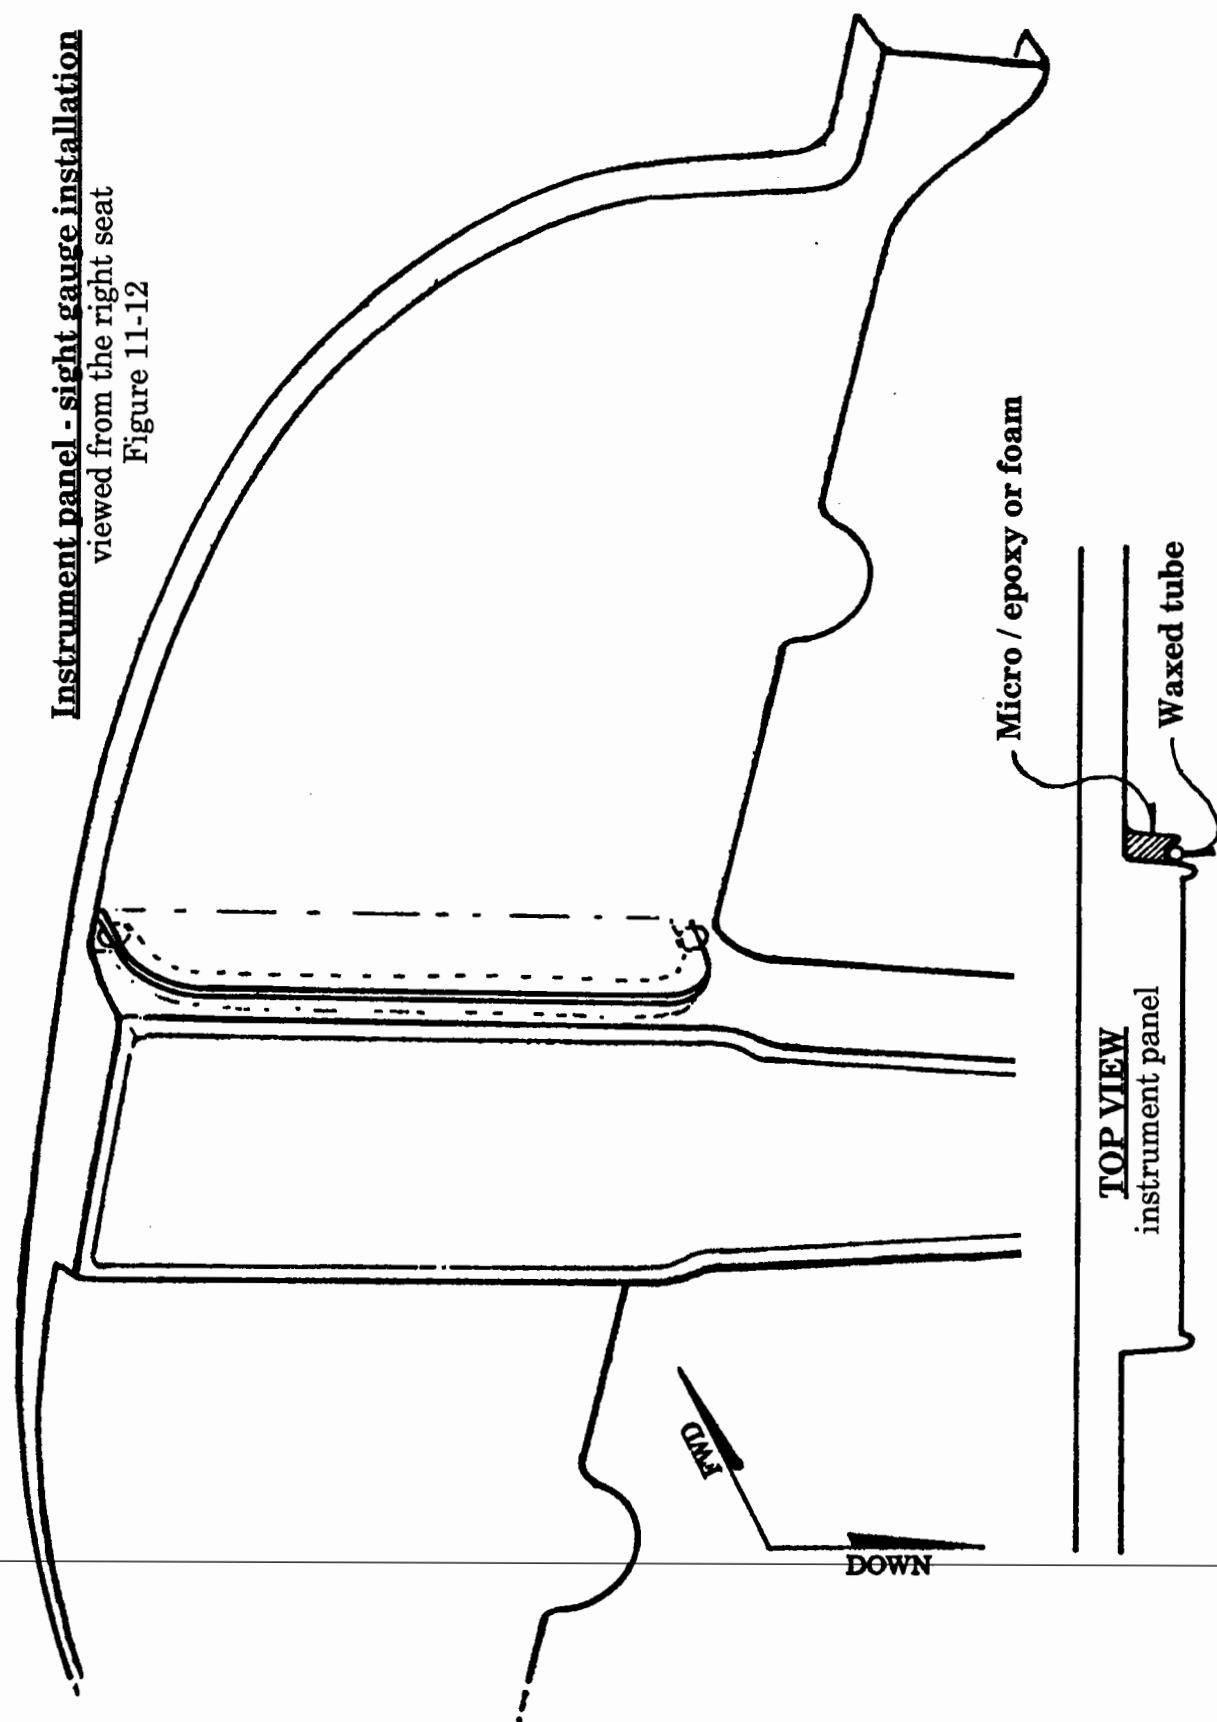 Instrument panel - sight gauge installation
viewed from the right seat
Figure 11-12
Micro / epoxy or foam
Waxed tube
TOP VIEW
instrument panel
FWD
DOWN